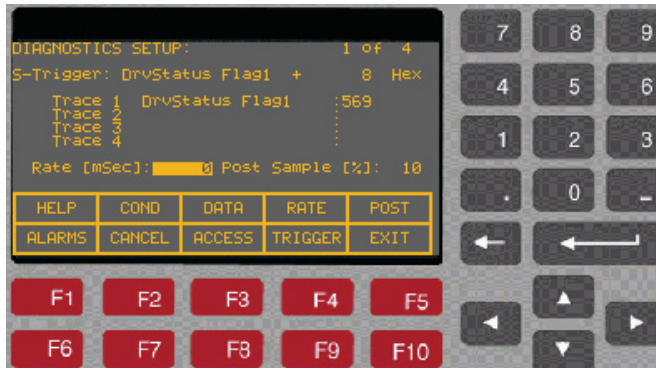 DIAGNOSTICS SETUP: 1 of 4
S-Trigger: DrvStatus Flag1 + 8 Hex
Trace 1 DrvStatus Flag1 :569
Trace 2 :
Trace 3 :
Trace 4 :
Rate [mSec]: 0 Post Sample [%]: 10
HELP COND DATA RATE POST
ALARMS CANCEL ACCESS TRIGGER EXIT
F1 F2 F3 F4 F5
F6 F7 F8 F9 F10
7 8 9
4 5 6
1 2 3
. 0 -